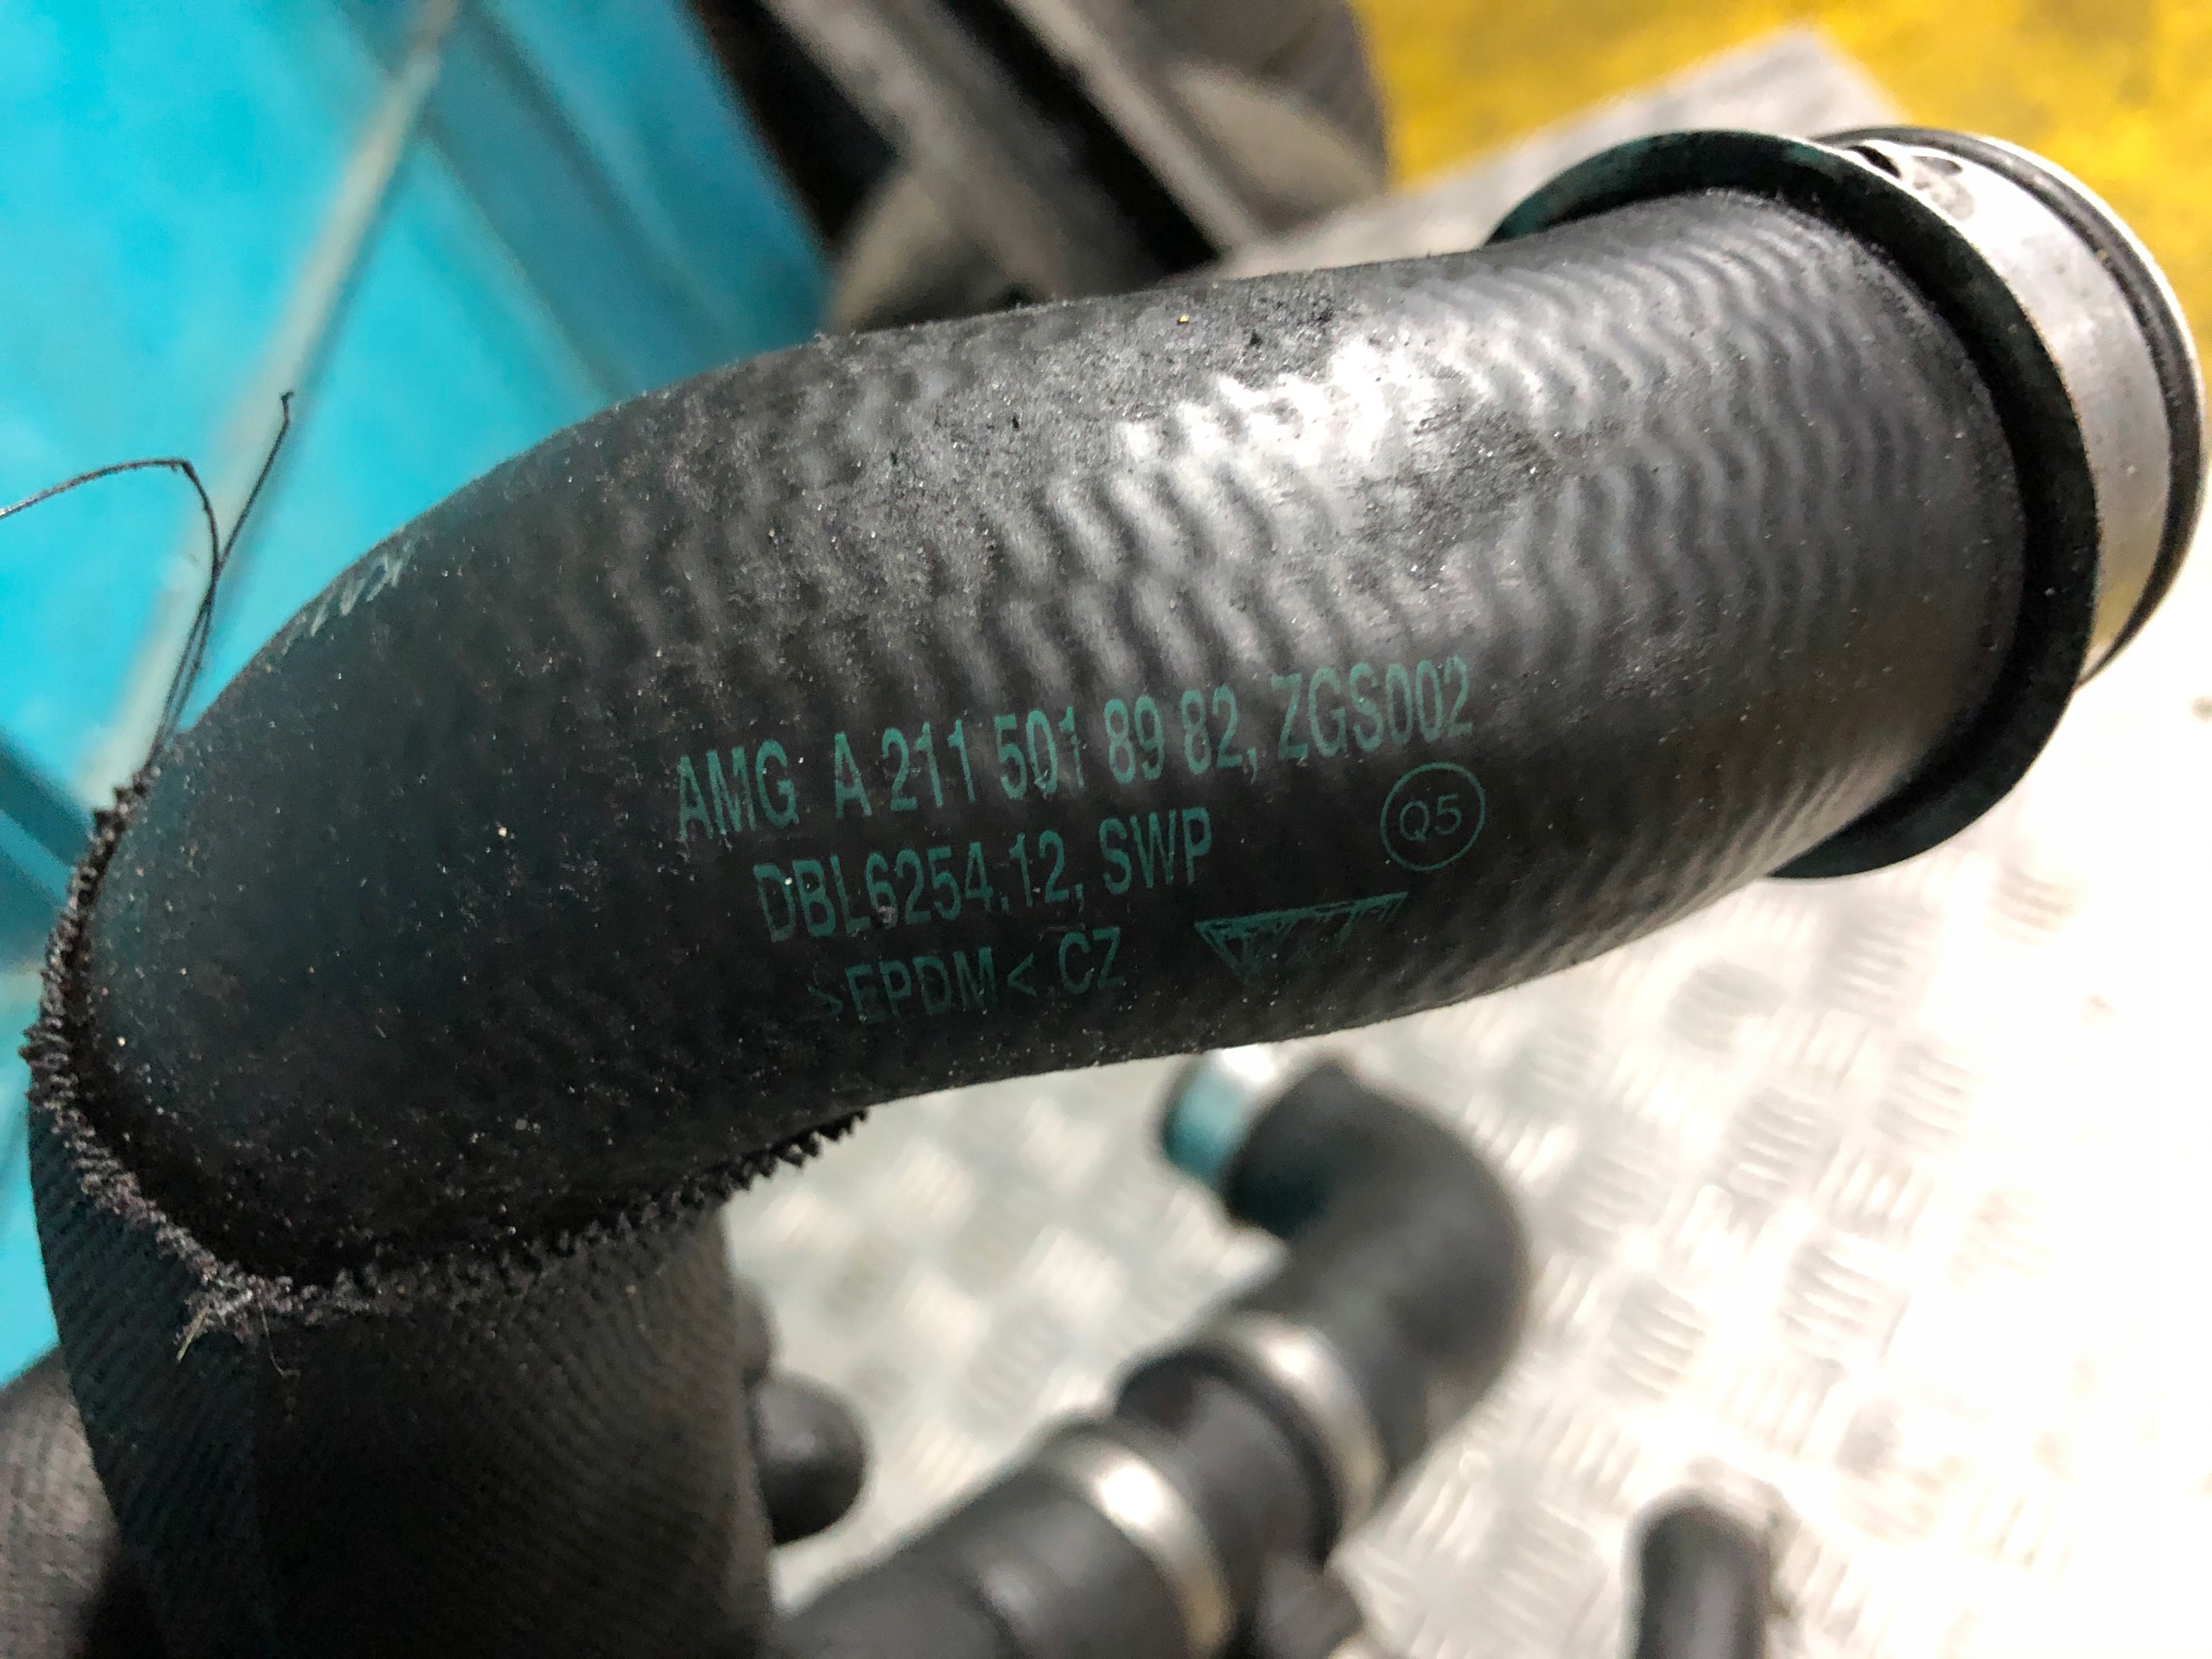 AMG A 211 501 89 82, ZGS002
DBL6254.12, SWP
Q5
>EPDM< CZ